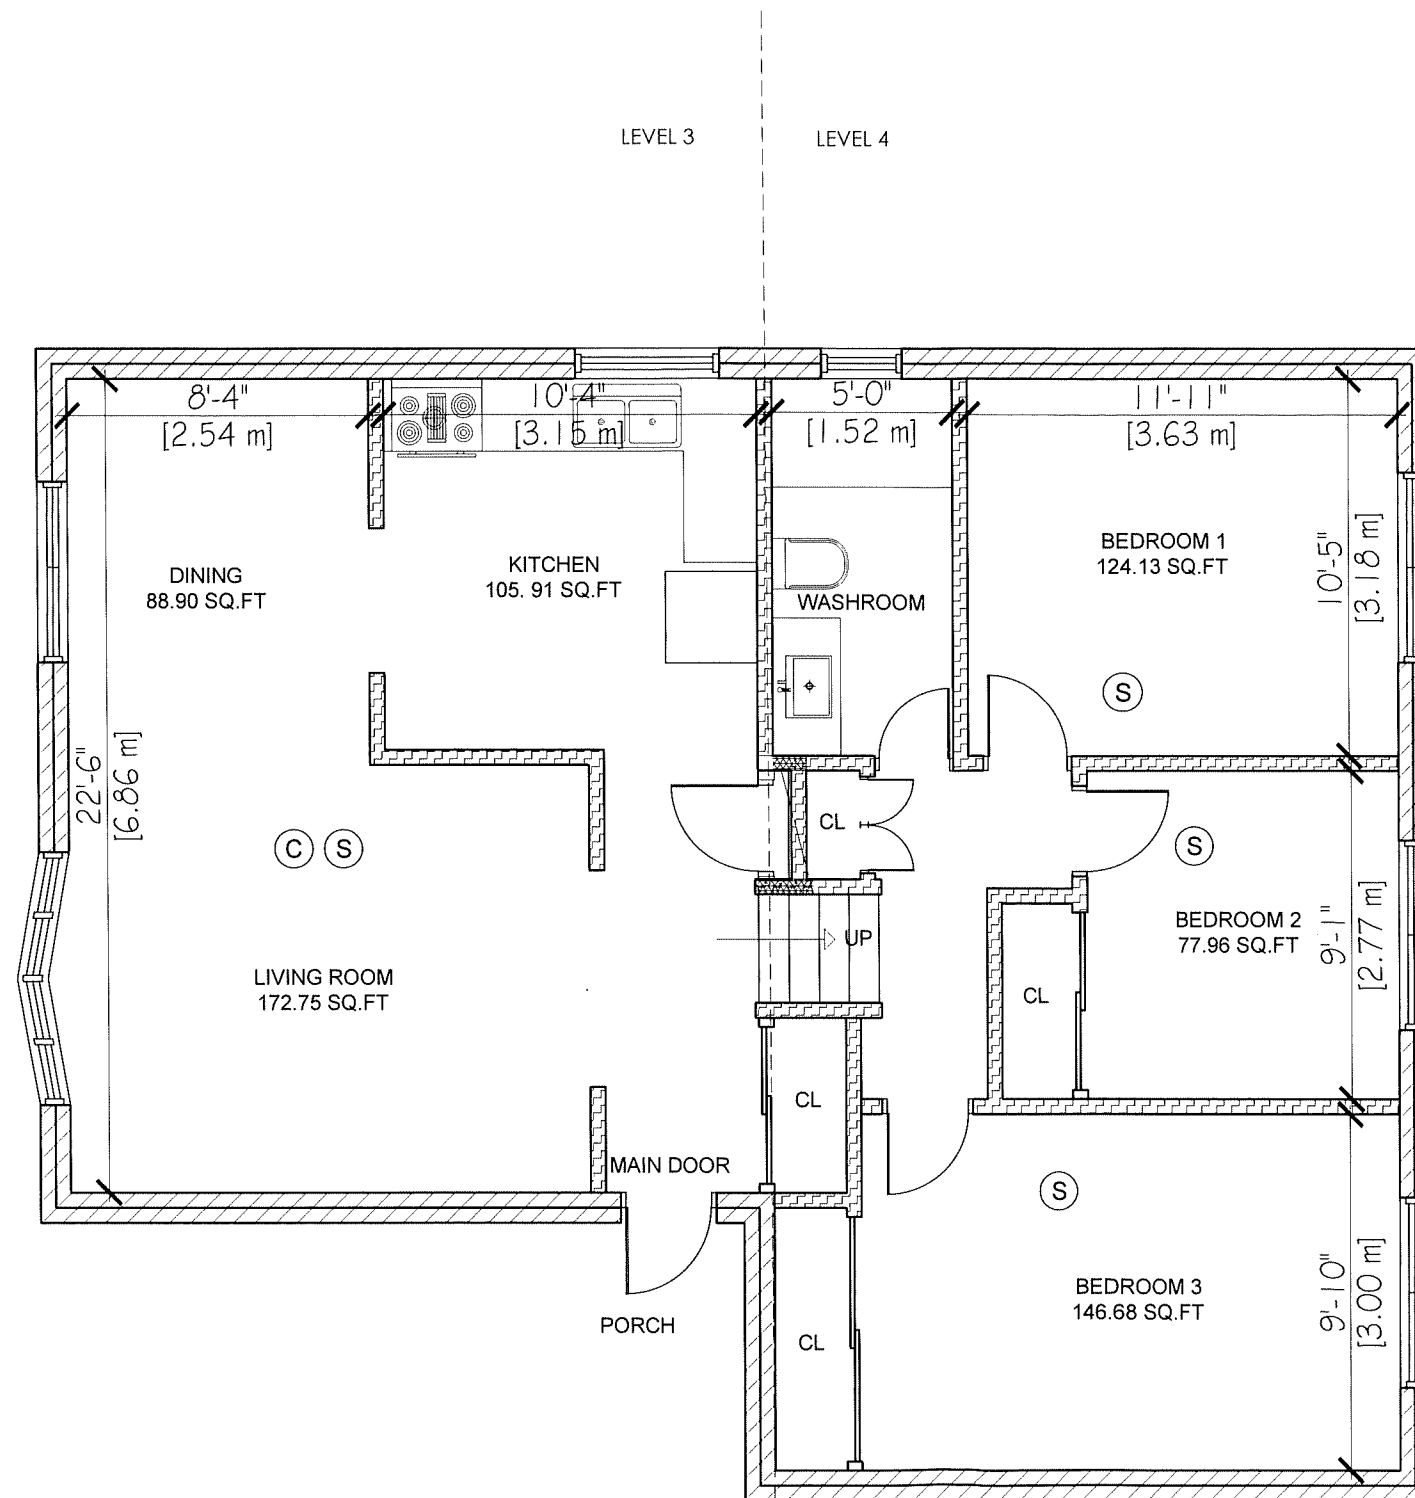 LEVEL 3
LEVEL 4
8'-4"
[2.54 m]
10'-4"
[3.15 m]
5'-0"
[1.52 m]
11'-11"
[3.63 m]
DINING
88.90 SQ.FT
KITCHEN
105. 91 SQ.FT
WASHROOM
BEDROOM 1
124.13 SQ.FT
10'-5"
[3.18 m]
S
22'-6"
[6.86 m]
C
S
CL
S
LIVING ROOM
172.75 SQ.FT
UP
BEDROOM 2
77.96 SQ.FT
9'-1"
[2.77 m]
CL
CL
MAIN DOOR
S
PORCH
CL
BEDROOM 3
146.68 SQ.FT
9'-10"
[3.00 m]